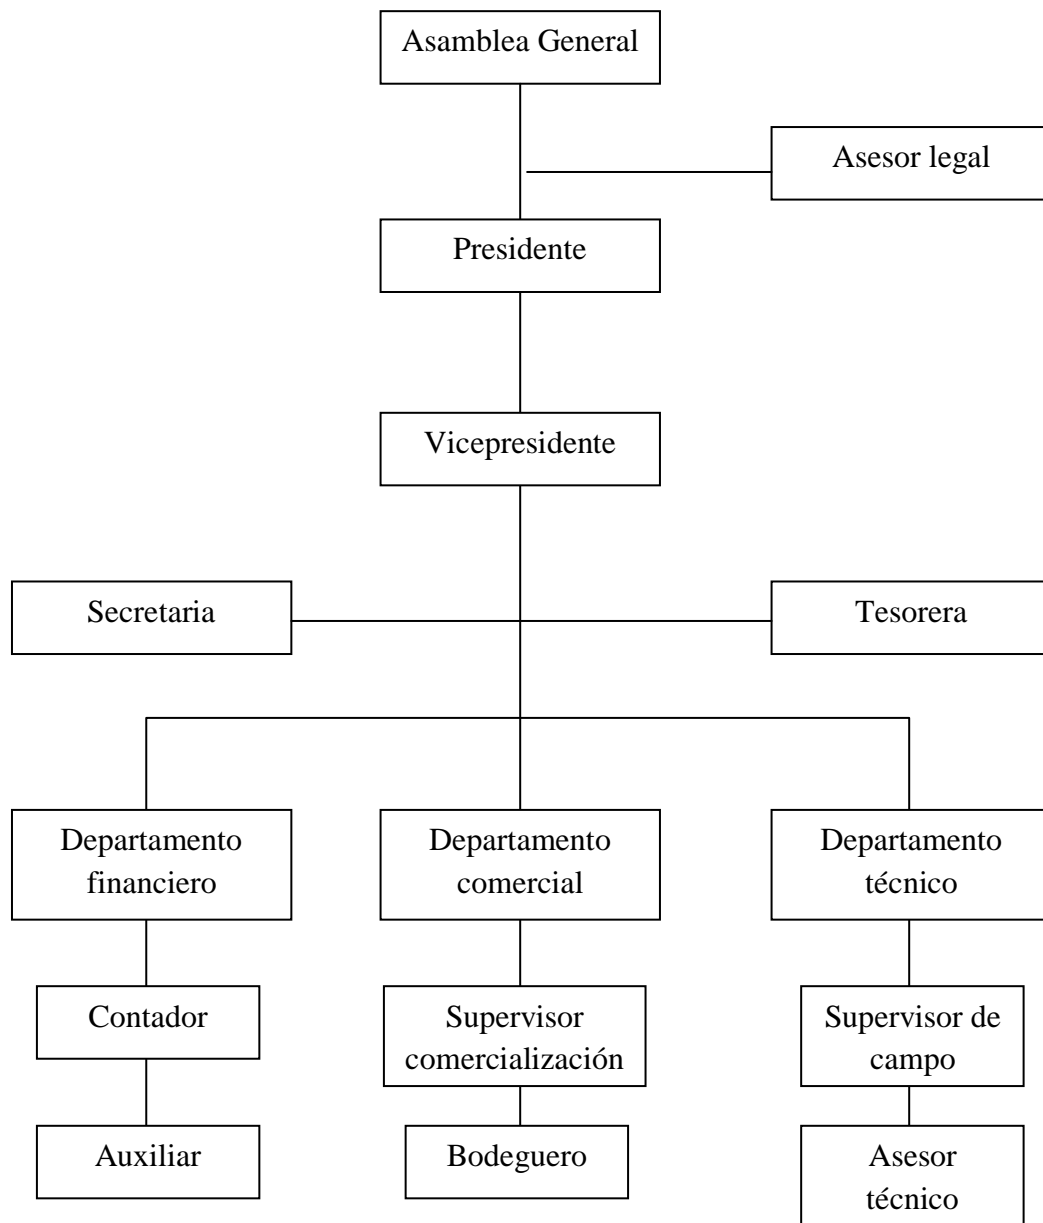 Asamblea General
Asesor legal
Presidente
Vicepresidente
Secretaria
Tesorera
Departamento
financiero
Departamento
comercial
Departamento
técnico
Contador
Supervisor
comercialización
Supervisor de
campo
Auxiliar
Bodeguero
Asesor
técnico